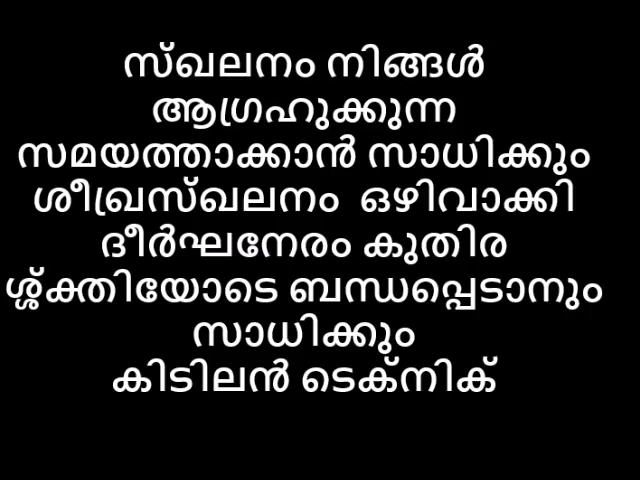 സ്ഖലനം നിങ്ങൾ
ആഗ്രഹുക്കുന്ന
സമയത്താക്കാൻ സാധിക്കും
ശീഖ്രസ്ഖലനം ഒഴിവാക്കി
ദീർഘനേരം കുതിര
ശ്ശ്ക്തിയോടെ ബന്ധപ്പെടാനും
സാധിക്കും
കിടിലൻ ടെക്നിക്